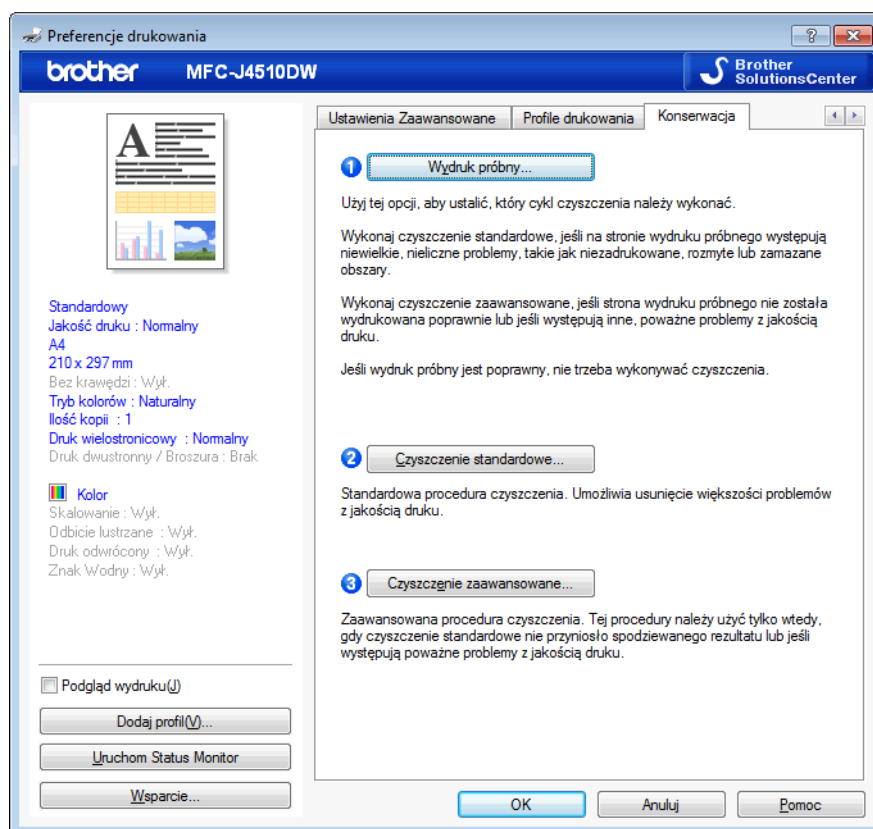 Preferencje drukowania
brother MFC-J4510DW
Brother
SolutionsCenter
A
Standardowy
Jakość druku : Normalny
A4
210 x 297 mm
Bez krawędzi : Wył.
Tryb kolorów : Naturalny
Ilość kopii : 1
Druk wielostronicowy : Normalny
Druk dwustronny / Broszura : Brak
Kolor
Skalowanie : Wył.
Odbicie lustrzane : Wył.
Druk odwrócony : Wył.
Znak Wodny : Wył.
Podgląd wydruku(J)
Dodaj profil(V)...
Uruchom Status Monitor
Wsparcie...
Ustawienia Zaawansowane
Profile drukowania
Konserwacja
1 Wydruk próbny...
Użyj tej opcji, aby ustalić, który cykl czyszczenia należy wykonać.
Wykonaj czyszczenie standardowe, jeśli na stronie wydruku próbnego występują
niewielkie, nieliczne problemy, takie jak niezadrukowane, rozmyte lub zamazane
obszary.
Wykonaj czyszczenie zaawansowane, jeśli strona wydruku próbnego nie została
wydrukowana poprawnie lub jeśli występują inne, poważne problemy z jakością
druku.
Jeśli wydruk próbny jest poprawny, nie trzeba wykonywać czyszczenia.
2 Czyszczenie standardowe...
Standardowa procedura czyszczenia. Umożliwia usunięcie większości problemów
z jakością druku.
3 Czyszczenie zaawansowane...
Zaawansowana procedura czyszczenia. Tej procedury należy użyć tylko wtedy,
gdy czyszczenie standardowe nie przyniosło spodziewanego rezultatu lub jeśli
występują poważne problemy z jakością druku.
OK
Anuluj
Pomoc